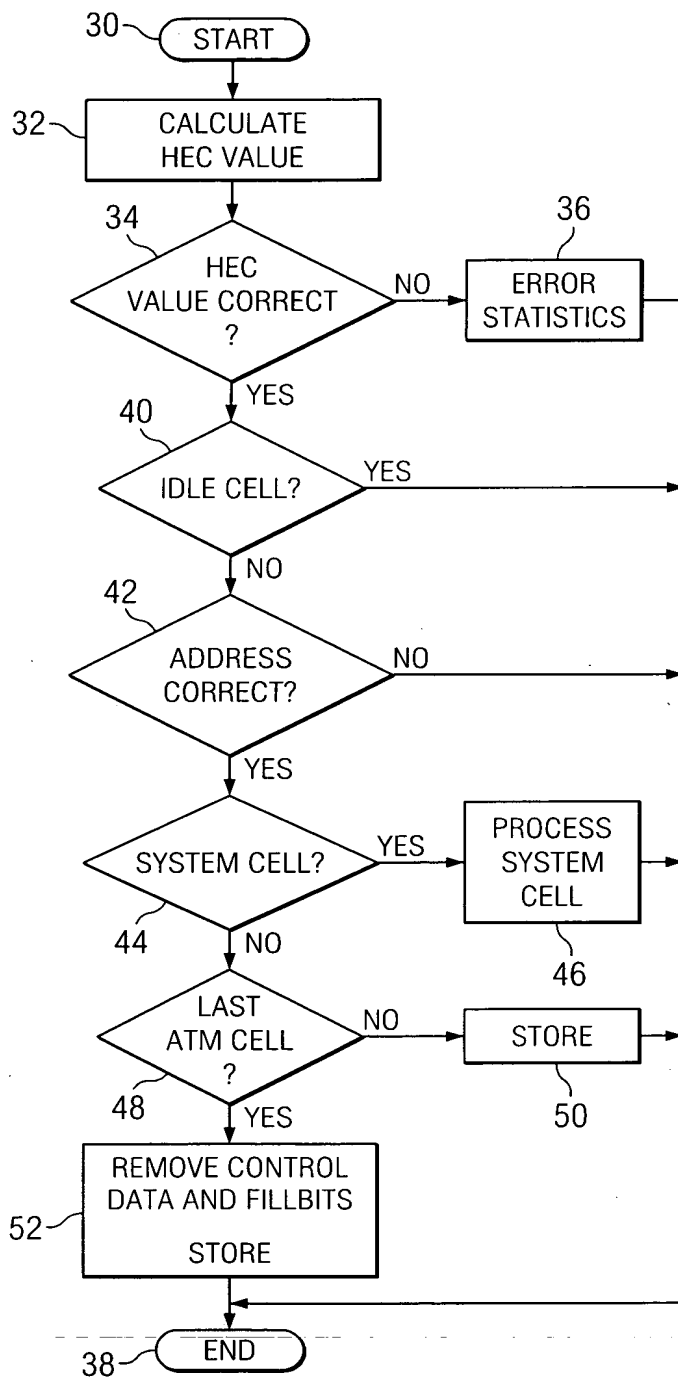 30
START
32
CALCULATE
HEC VALUE
34
HEC
VALUE CORRECT
?
NO
36
ERROR
STATISTICS
YES
40
IDLE CELL?
YES
NO
42
ADDRESS
CORRECT?
NO
YES
SYSTEM CELL?
YES
PROCESS
SYSTEM
CELL
44
46
NO
LAST
ATM CELL
?
NO
STORE
48
50
YES
REMOVE CONTROL
DATA AND FILLBITS
STORE
52
END
38